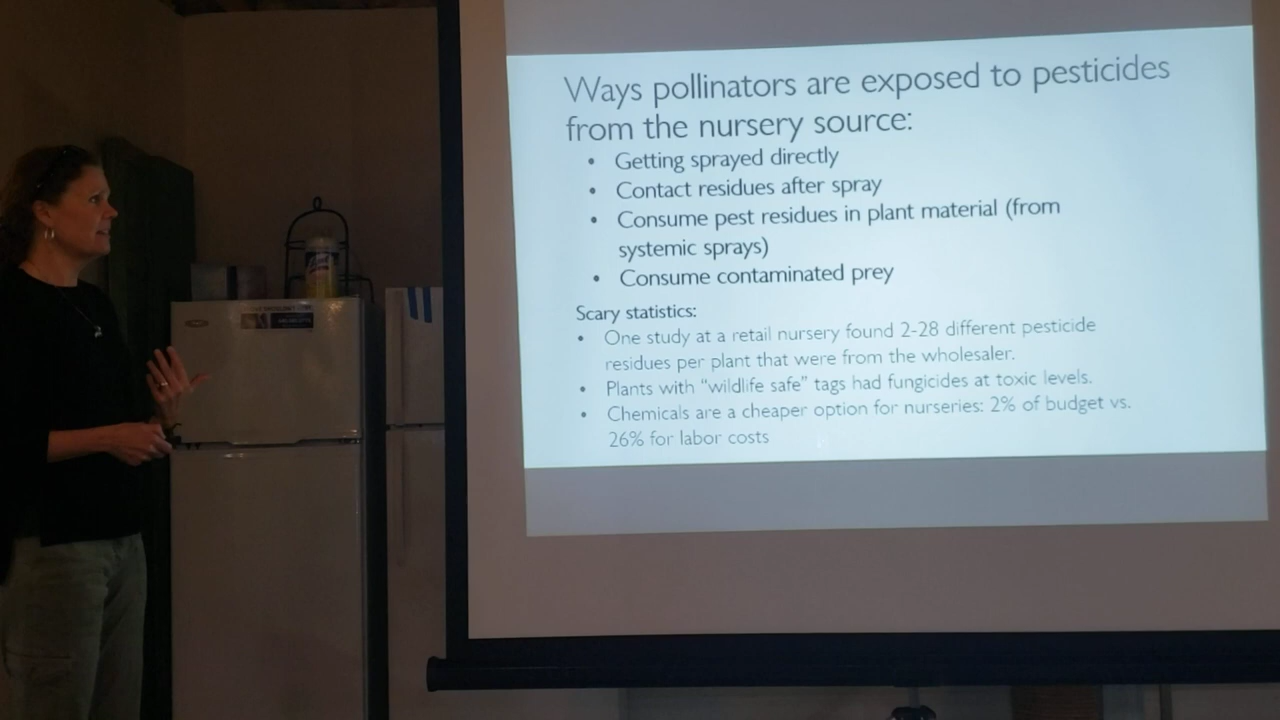 Ways pollinators are exposed to pesticides
from the nursery source:
• Getting sprayed directly
• Contact residues after spray
• Consume pest residues in plant material (from
systemic sprays)
• Consume contaminated prey
Scary statistics:
• One study at a retail nursery found 2-28 different pesticide
residues per plant that were from the wholesaler.
• Plants with “wildlife safe” tags had fungicides at toxic levels.
• Chemicals are a cheaper option for nurseries: 2% of budget vs.
26% for labor costs